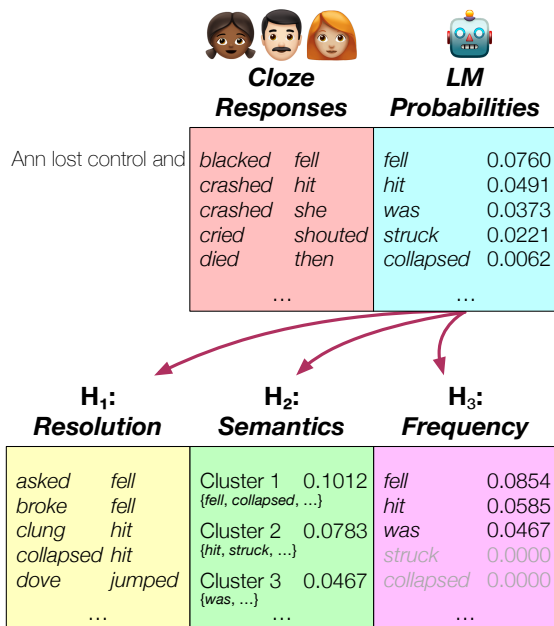 Cloze Responses
LM Probabilities
Ann lost control and
blacked fell
crashed hit
crashed she
cried shouted
died then
…
fell 0.0760
hit 0.0491
was 0.0373
struck 0.0221
collapsed 0.0062
…
H₁:
Resolution
asked fell
broke fell
clung hit
collapsed hit
dove jumped
…
H₂:
Semantics
Cluster 1 0.1012
{fell, collapsed, …}
Cluster 2 0.0783
{hit, struck, …}
Cluster 3 0.0467
{was, …}
…
H₃:
Frequency
fell 0.0854
hit 0.0585
was 0.0467
struck 0.0000
collapsed 0.0000
…